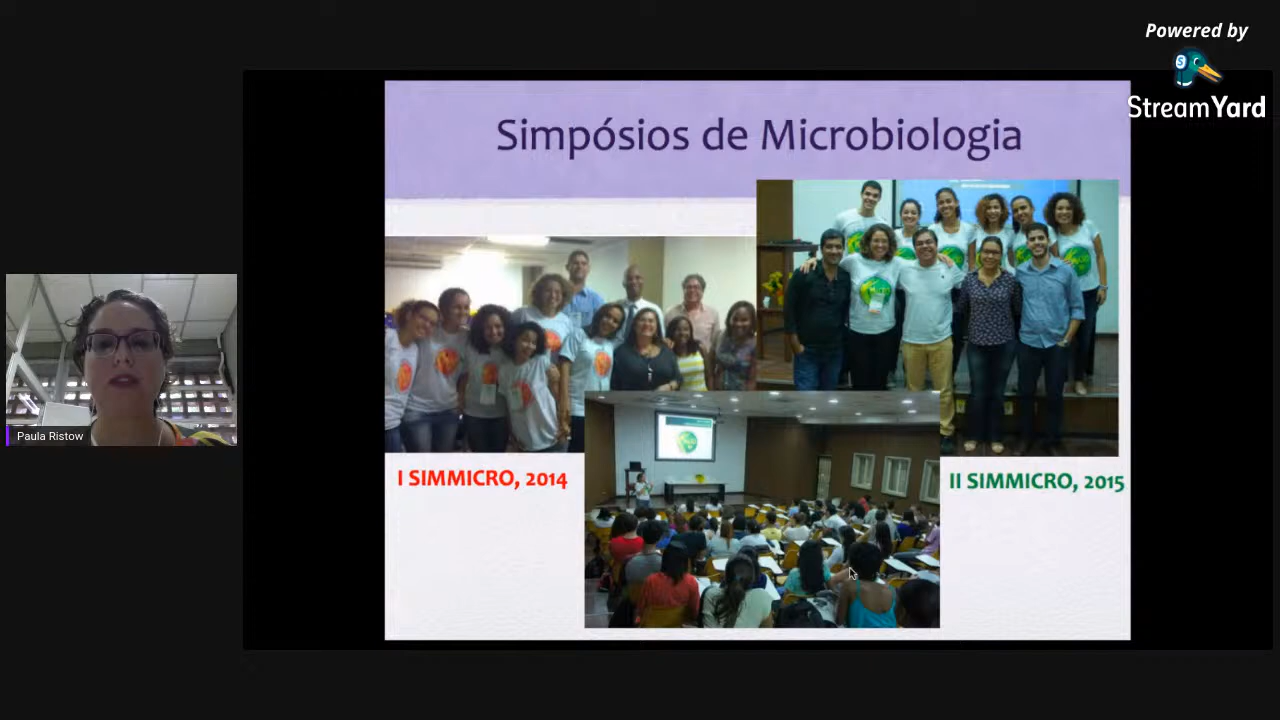 Powered by
StreamYard
Simpósios de Microbiologia
Paula Ristow
I SIMMICRO, 2014
II SIMMICRO, 2015